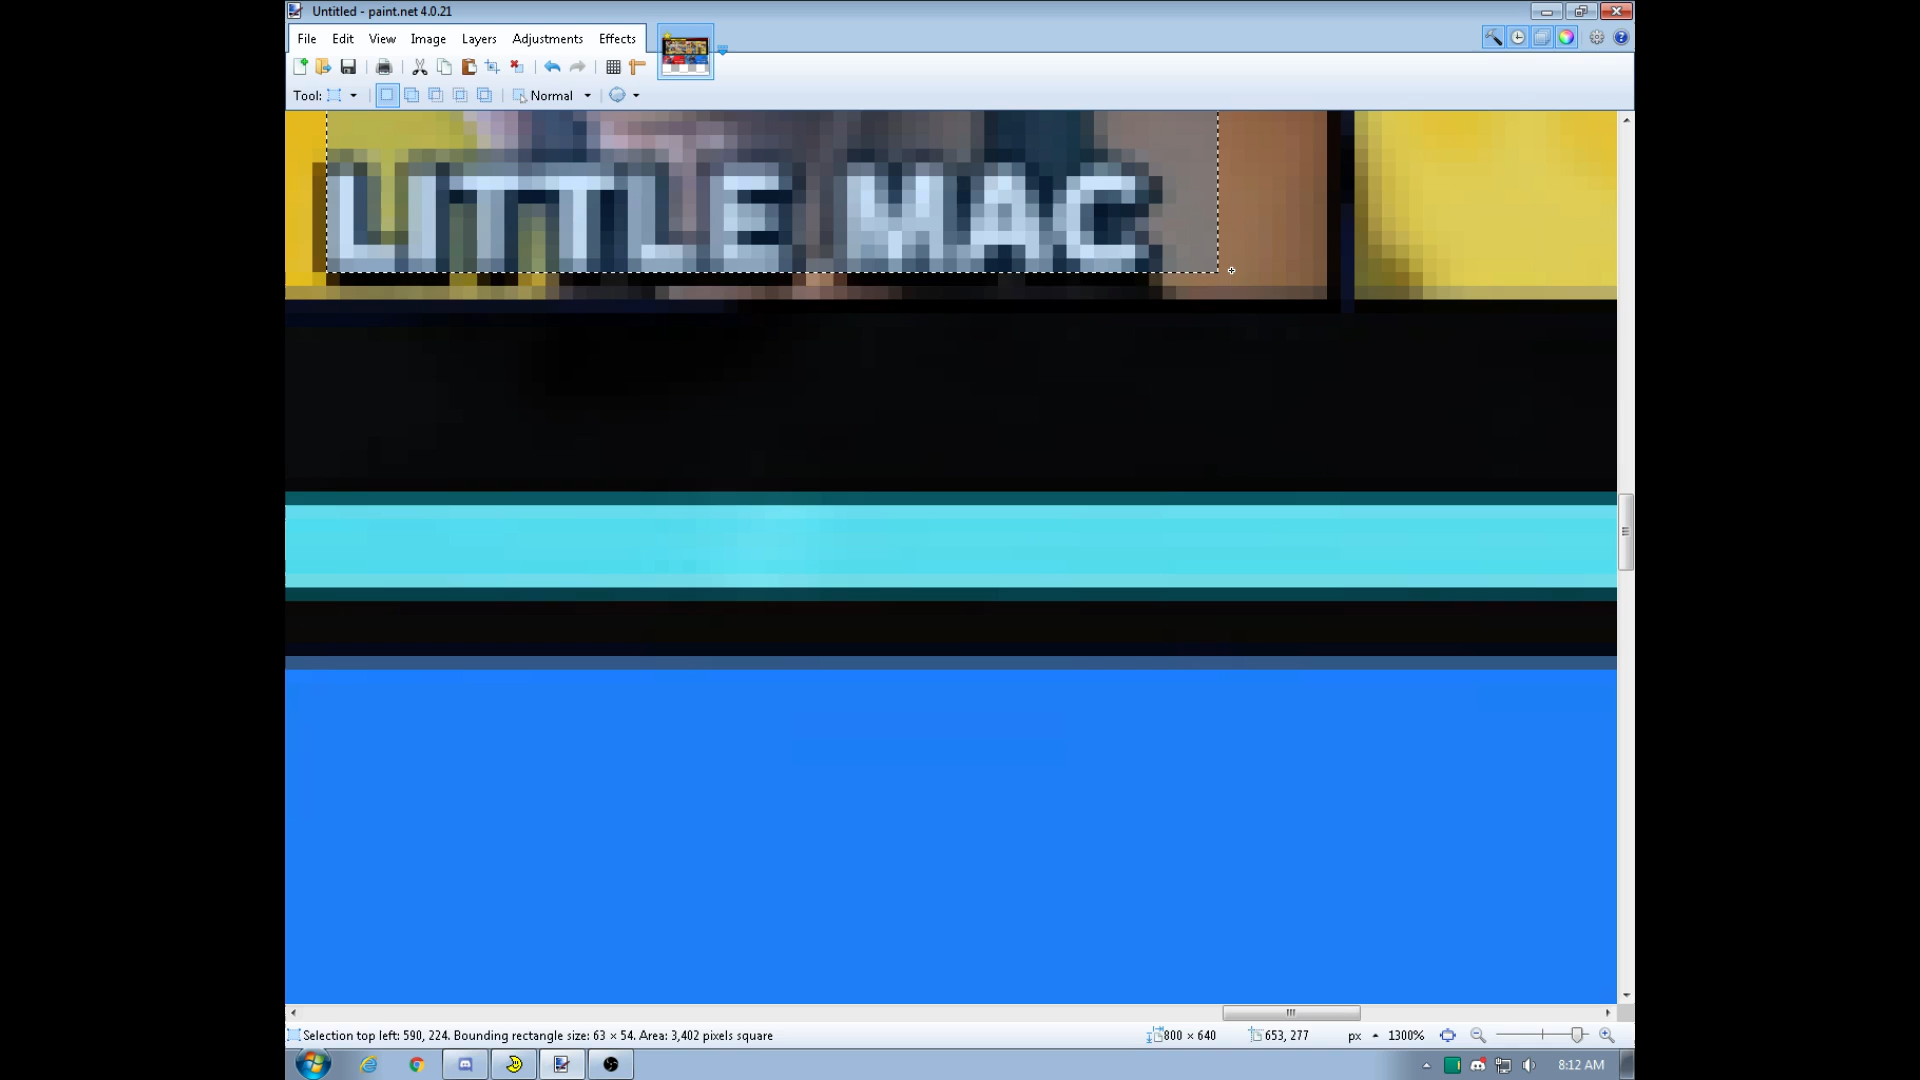 Untitled - paint.net 4.0.21
File Edit View Image Layers Adjustments Effects
Tool: Normal
LITTLE MAC
Selection top left: 590, 224. Bounding rectangle size: 63 × 54. Area: 3,402 pixels square 800 × 640 653, 277 px 1300%
8:12 AM